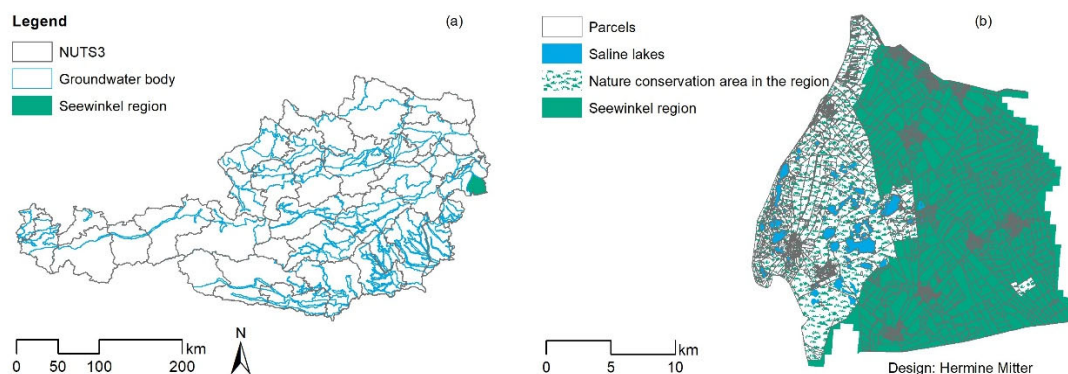 Legend
(a)
NUTS3
Groundwater body
Seewinkel region
N
km
0 50 100 200
(b)
Parcels
Saline lakes
Nature conservation area in the region
Seewinkel region
km
0 5 10
Design: Hermine Mitter